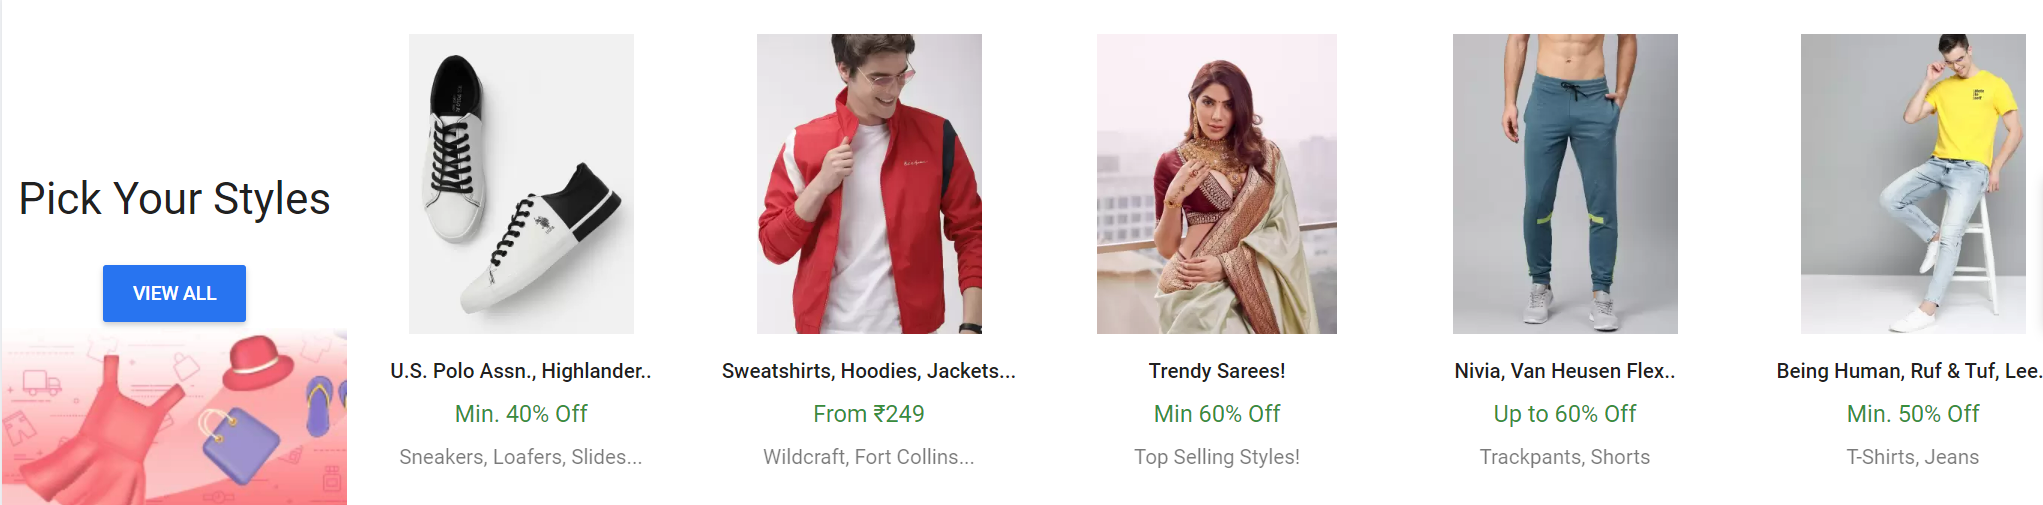 Pick Your Styles
VIEW ALL
U.S. Polo Assn., Highlander..
Min. 40% Off
Sneakers, Loafers, Slides...
Sweatshirts, Hoodies, Jackets...
From ₹249
Wildcraft, Fort Collins...
Trendy Sarees!
Min 60% Off
Top Selling Styles!
Nivia, Van Heusen Flex..
Up to 60% Off
Trackpants, Shorts
Being Human, Ruf & Tuf, Lee.
Min. 50% Off
T-Shirts, Jeans